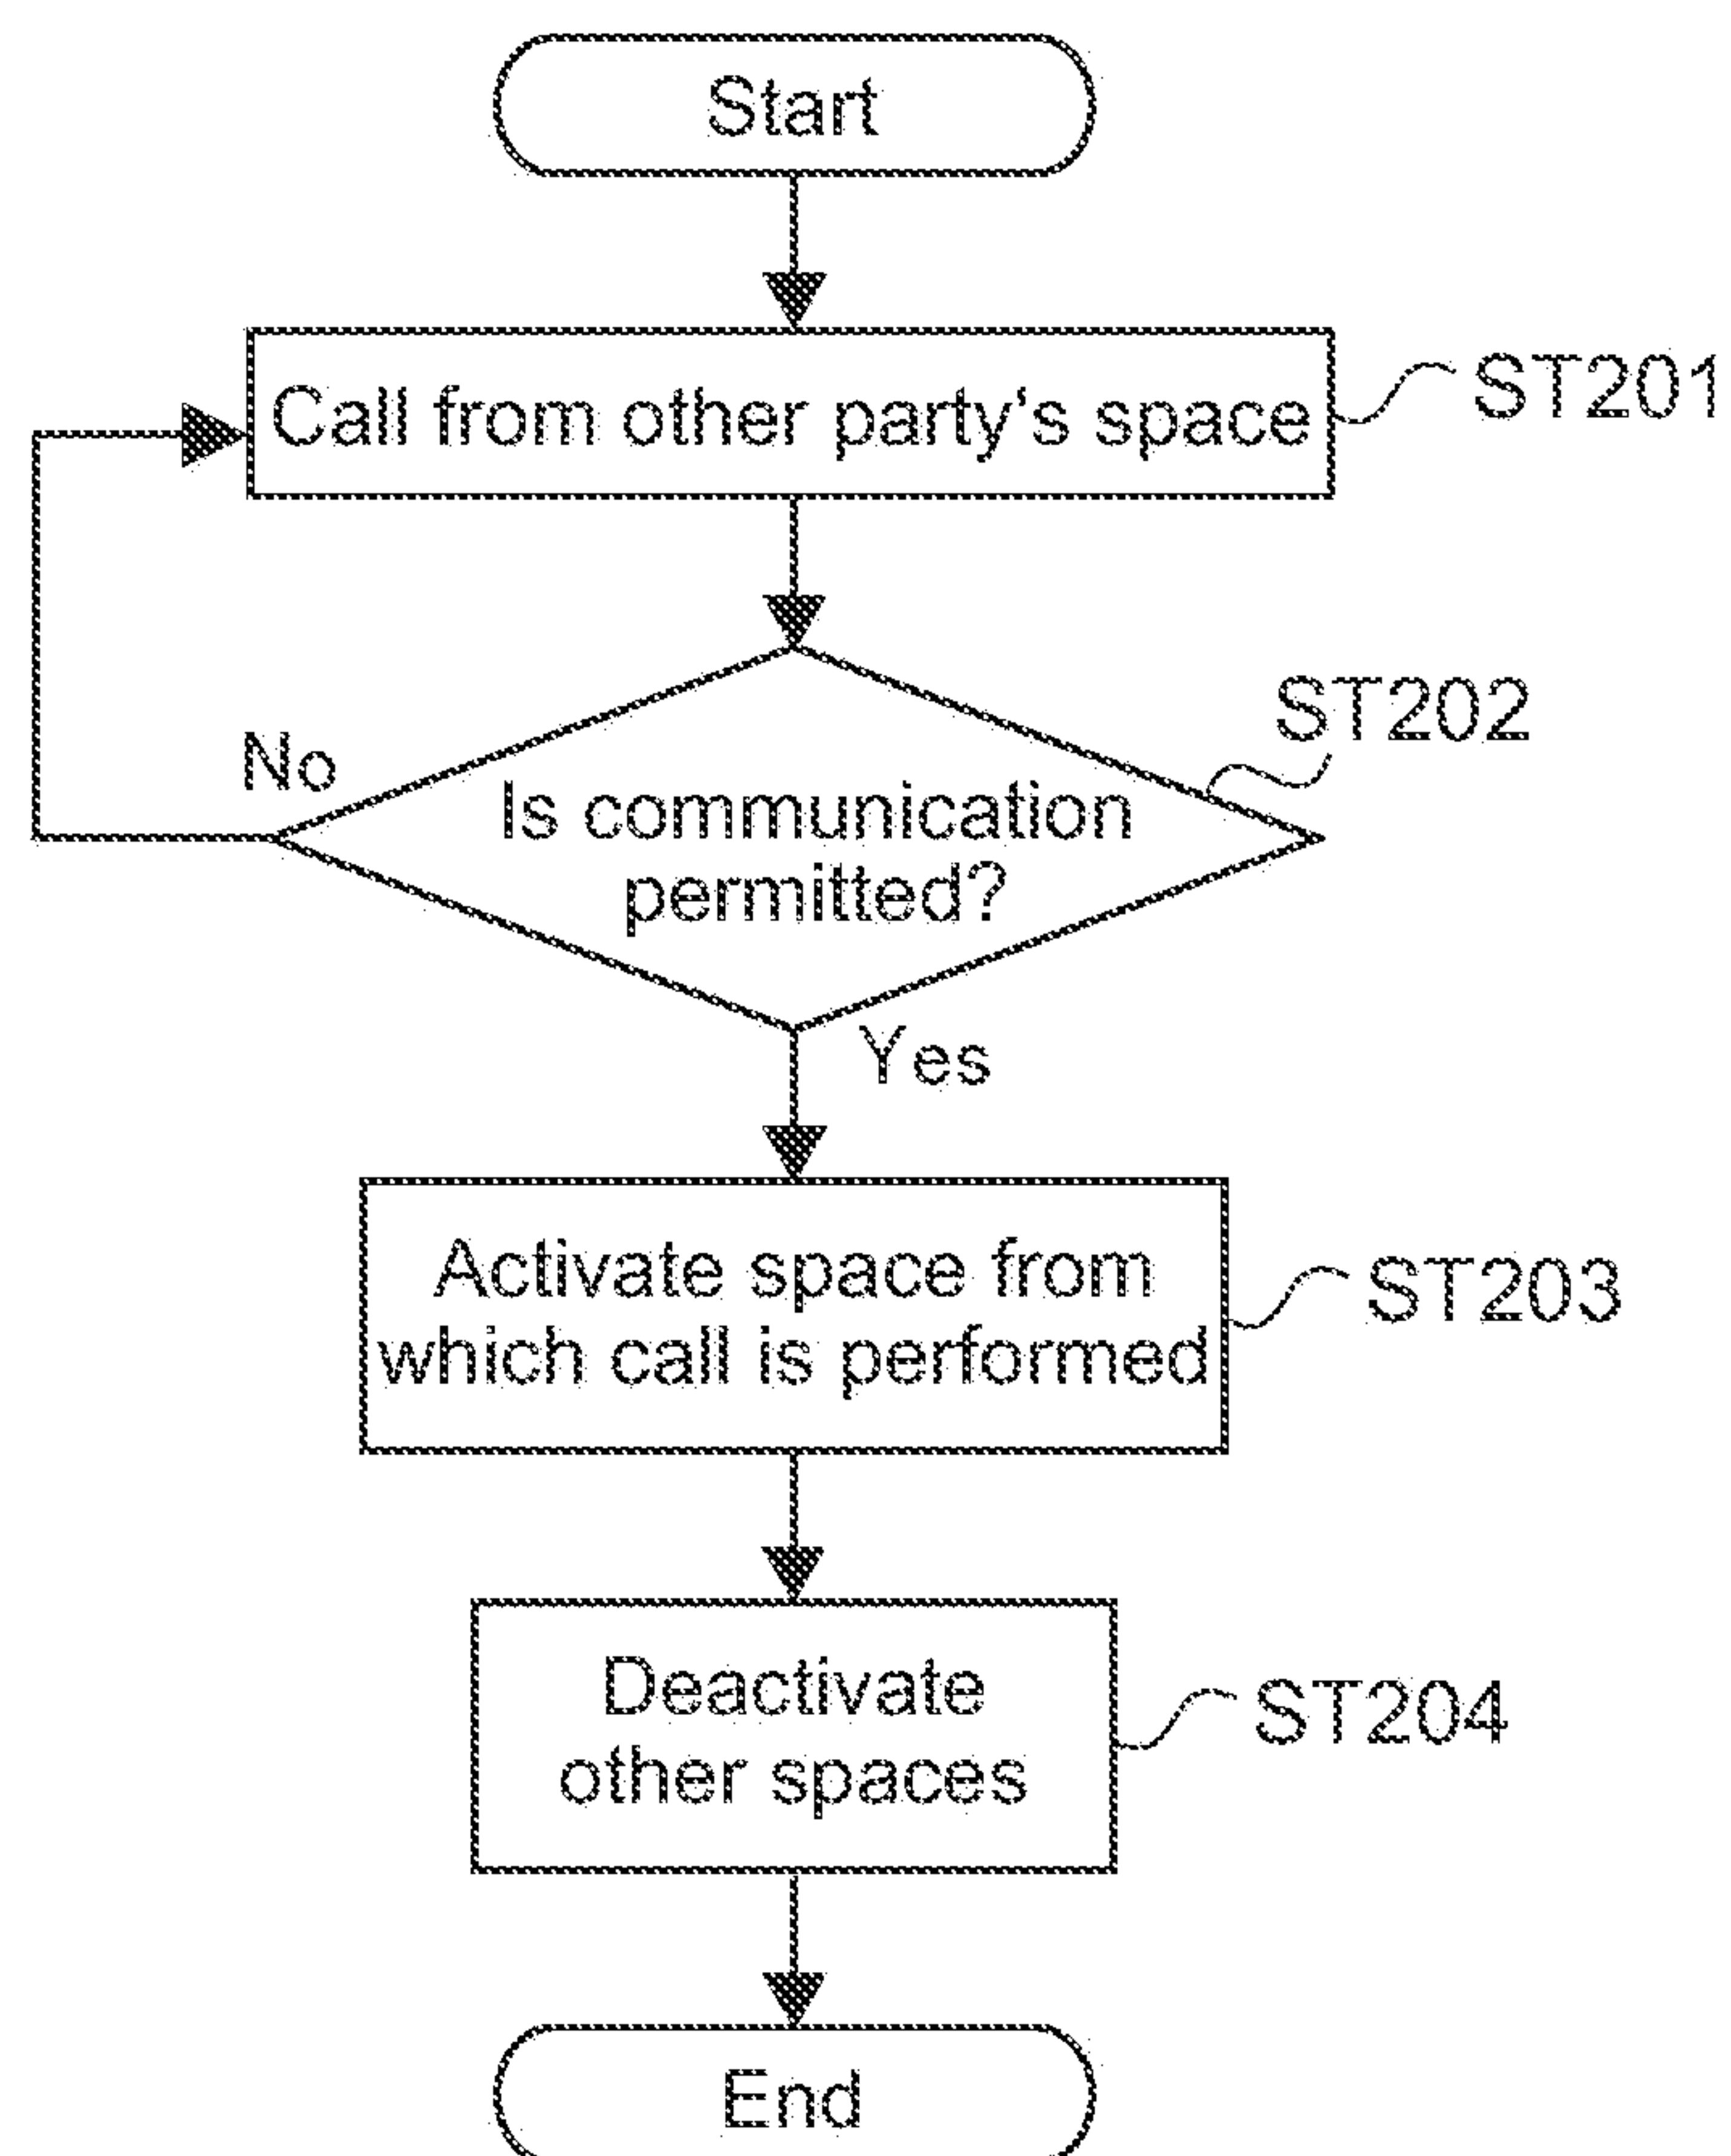 Start
Call from other party's space
ST201
ST202
No
Is communication
permitted?
Yes
Activate space from
which call is performed
ST203
Deactivate
other spaces
ST204
End